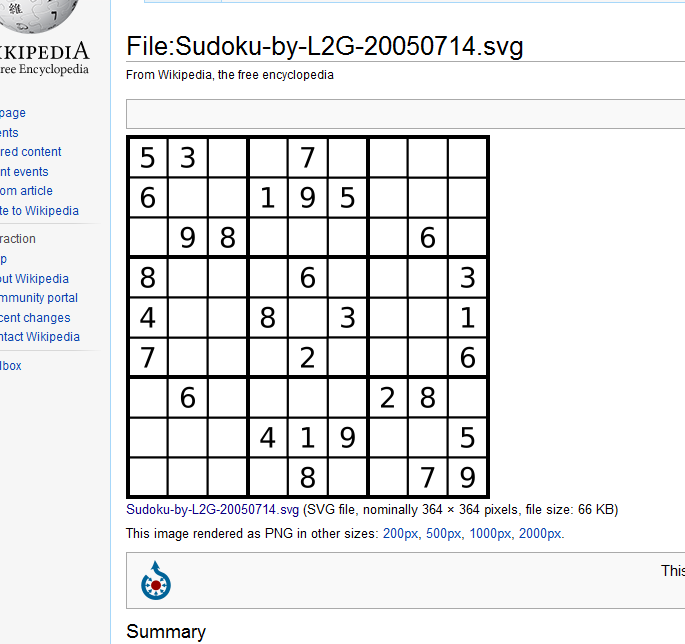 維
7
IKIPEDIA
ree Encyclopedia
page
ents
red content
nt events
om article
te to Wikipedia
raction
p
out Wikipedia
mmunity portal
cent changes
ntact Wikipedia
lbox
File:Sudoku-by-L2G-20050714.svg
From Wikipedia, the free encyclopedia
5 3 7
6 1 9 5
9 8 6
8 6 3
4 8 3 1
7 2 6
6 2 8
4 1 9 5
8 7 9
Sudoku-by-L2G-20050714.svg (SVG file, nominally 364 × 364 pixels, file size: 66 KB)
This image rendered as PNG in other sizes: 200px, 500px, 1000px, 2000px.
This
Summary